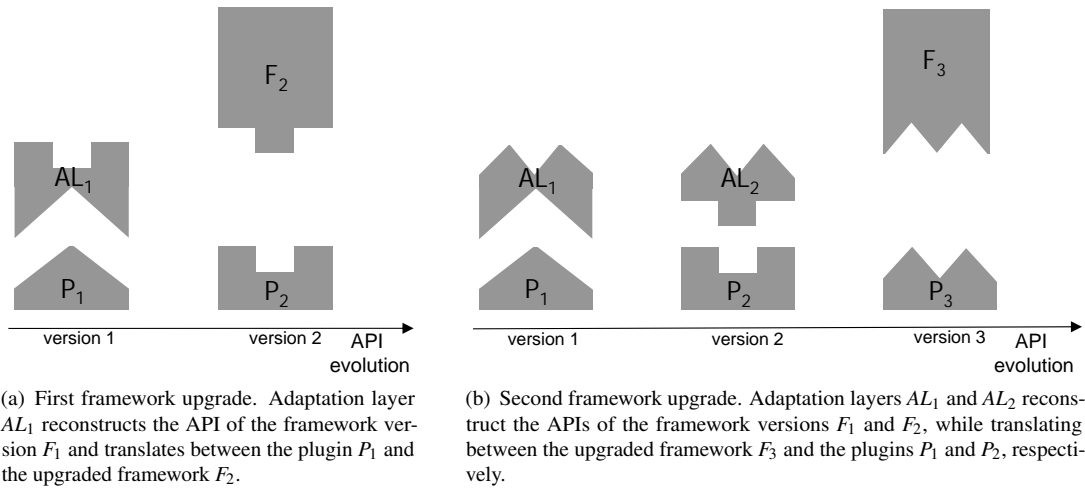 F2
AL1
P1
P2
version 1
version 2
API
evolution
(a) First framework upgrade. Adaptation layer
AL1 reconstructs the API of the framework ver-
sion F1 and translates between the plugin P1 and
the upgraded framework F2.
F3
AL1
AL2
P1
P2
P3
version 1
version 2
version 3
API
evolution
(b) Second framework upgrade. Adaptation layers AL1 and AL2 recon-
struct the APIs of the framework versions F1 and F2, while translating
between the upgraded framework F3 and the plugins P1 and P2, respecti-
vely.